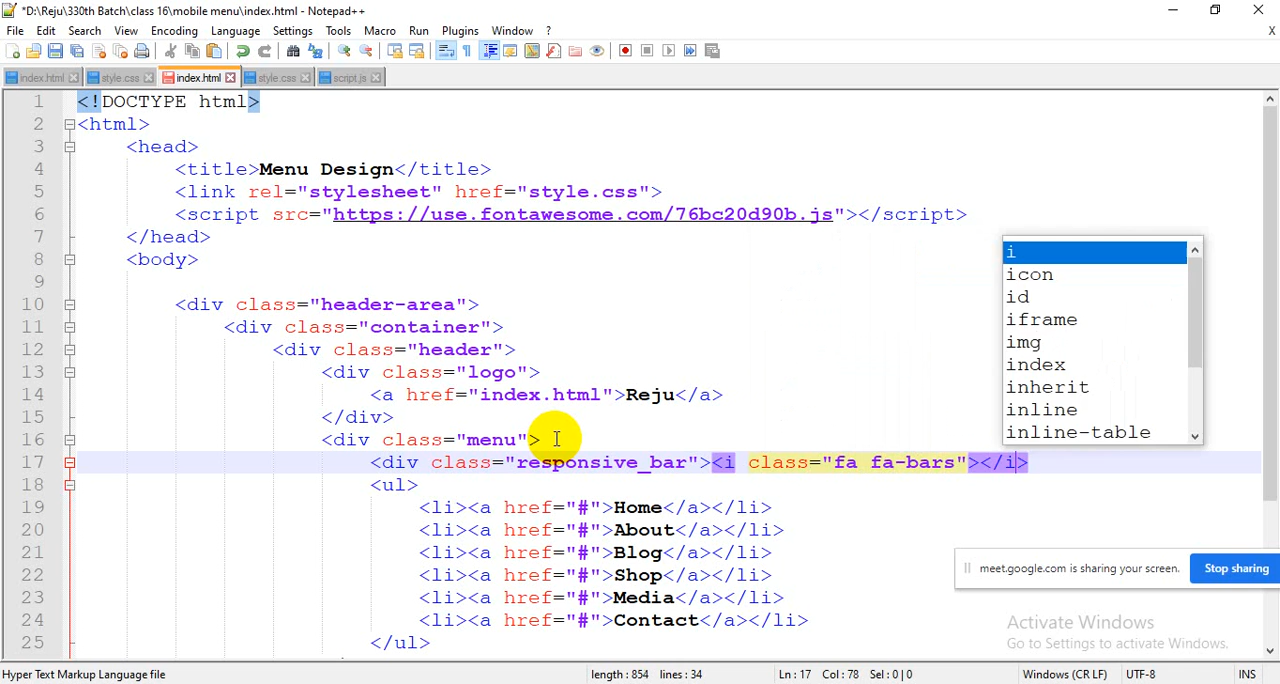 *D:\Reju\330th Batch\class 16\mobile menu\index.html - Notepad++
File Edit Search View Encoding Language Settings Tools Macro Run Plugins Window ? X
index.html style.css index.html style.css script.js
1 <!DOCTYPE html>
2 <html>
3 <head>
4 <title>Menu Design</title>
5 <link rel="stylesheet" href="style.css">
6 <script src="https://use.fontawesome.com/76bc20d90b.js"></script>
7 </head>
8 <body>
9
10 <div class="header-area">
11 <div class="container">
12 <div class="header">
13 <div class="logo">
14 <a href="index.html">Reju</a>
15 </div>
16 <div class="menu">
17 <div class="responsive_bar"><i class="fa fa-bars"></i>
18 <ul>
19 <li><a href="#">Home</a></li>
20 <li><a href="#">About</a></li>
21 <li><a href="#">Blog</a></li>
22 <li><a href="#">Shop</a></li>
23 <li><a href="#">Media</a></li>
24 <li><a href="#">Contact</a></li>
25 </ul>
i
icon
id
iframe
img
index
inherit
inline
inline-table
meet.google.com is sharing your screen. Stop sharing
Activate Windows
Go to Settings to activate Windows.
Hyper Text Markup Language file length : 854 lines : 34 Ln : 17 Col : 78 Sel : 0 | 0 Windows (CR LF) UTF-8 INS